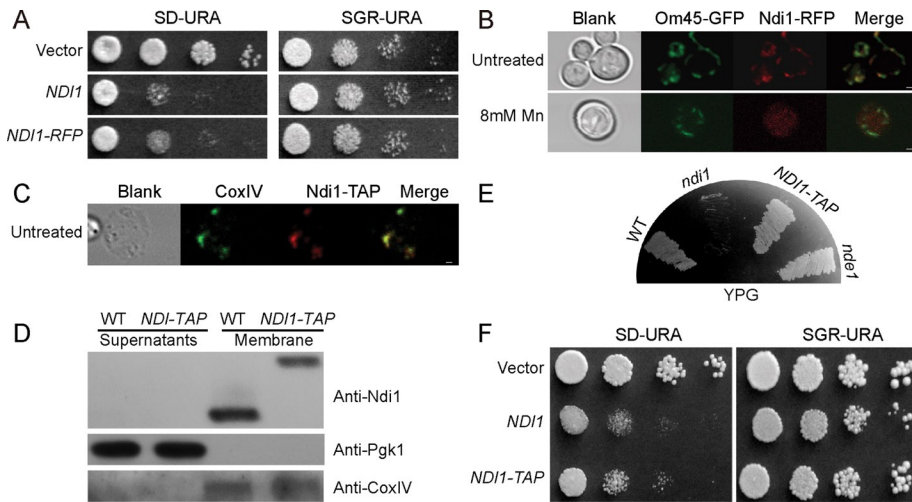 A
SD-URA
SGR-URA
Vector
NDI1
NDI1-RFP
B
Blank
Om45-GFP
Ndi1-RFP
Merge
Untreated
8mM Mn
C
Blank
CoxIV
Ndi1-TAP
Merge
Untreated
E
WT
ndi1
NDI1-TAP
nde1
YPG
D
WT
NDI-TAP
WT
NDI1-TAP
Supernatants
Membrane
Anti-Ndi1
Anti-Pgk1
Anti-CoxIV
F
SD-URA
SGR-URA
Vector
NDI1
NDI1-TAP